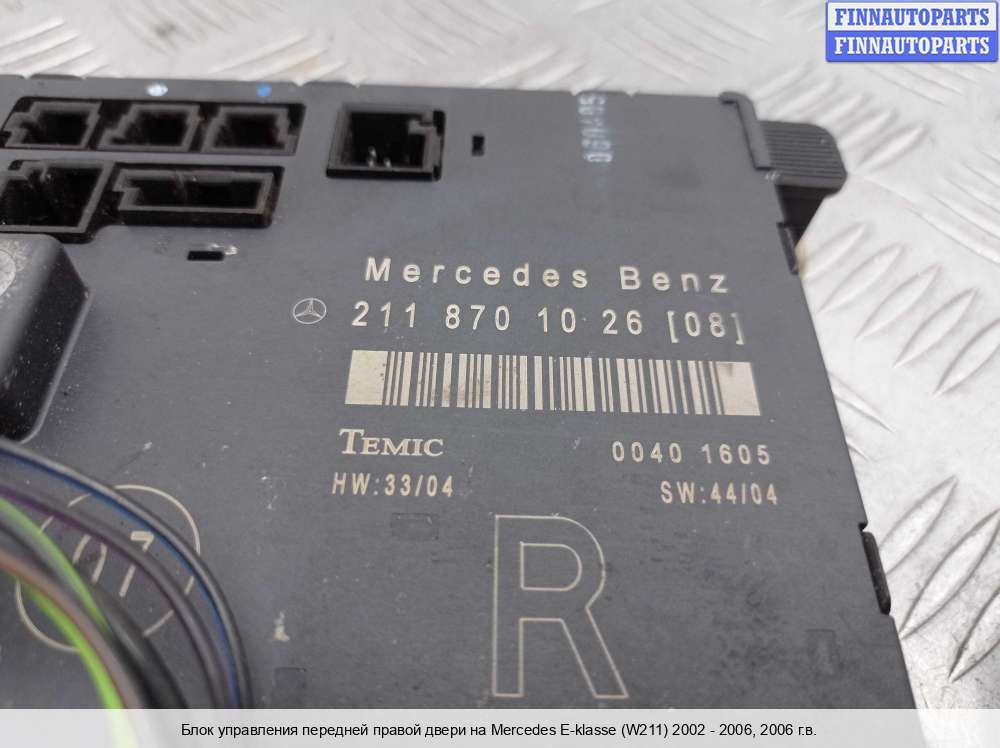 FINNAUTOPARTS
FINNAUTOPARTS
Mercedes Benz
211 870 10 26 [08]
TEMIC
0040 1605
HW:33/04
SW:44/04
07
R
Блок управления передней правой двери на Mercedes E-klasse (W211) 2002 - 2006, 2006 г.в.